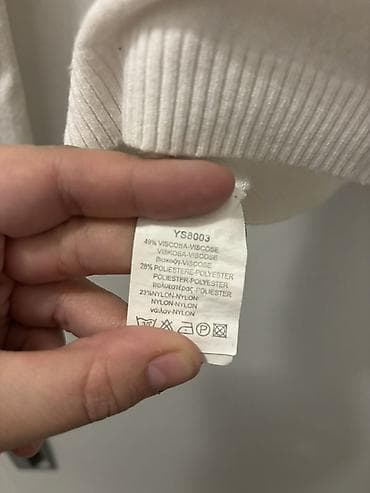 YS8003
49% VISCOSA-VISCOSE
VISKOSA-VISCOSE
βισκόζη-VISCOSE
28% POLIESTERE-POLYESTER
POLIESTER-POLYESTER
πολυεστέρας POLIESTER
23%NYLON-NYLON
NYLON-NYLON
νάιλον-NYLON
P